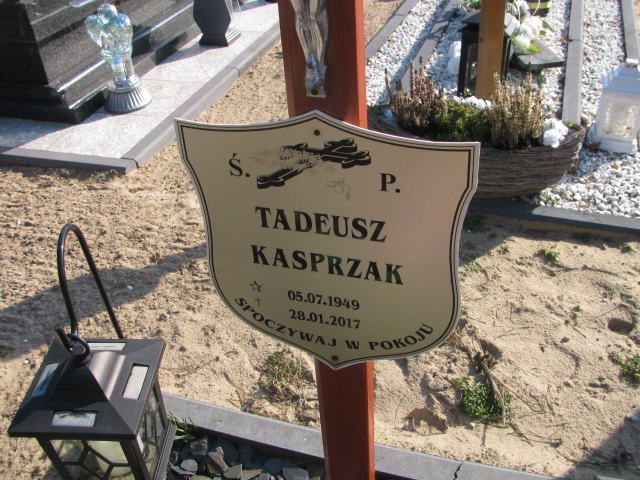 Ś. P.
TADEUSZ
KASPRZAK
☆ 05.07.1949
† 28.01.2017
SPOCZYWAJ W POKOJU